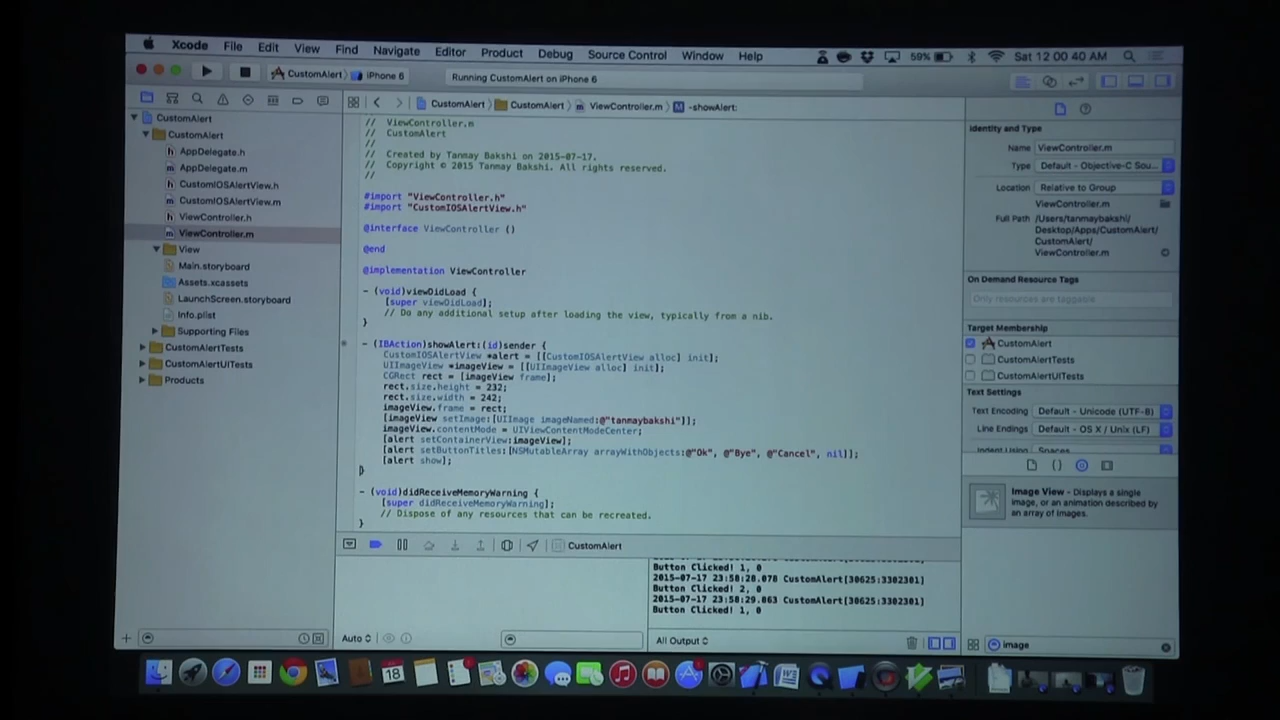 Xcode File Edit View Find Navigate Editor Product Debug Source Control Window Help 59% Sat 12 00 40 AM
CustomAlert iPhone 6 Running CustomAlert on iPhone 6
CustomAlert CustomAlert ViewController.m M -showAlert:
CustomAlert
CustomAlert
h AppDelegate.h
m AppDelegate.m
h CustomIOSAlertView.h
m CustomIOSAlertView.m
h ViewController.h
m ViewController.m
View
Main.storyboard
Assets.xcassets
LaunchScreen.storyboard
Info.plist
Supporting Files
CustomAlertTests
CustomAlertUITests
Products
// ViewController.m
// CustomAlert
//
// Created by Tanmay Bakshi on 2015-07-17.
// Copyright © 2015 Tanmay Bakshi. All rights reserved.
//
#import "ViewController.h"
#import "CustomIOSAlertView.h"
@interface ViewController ()
@end
@implementation ViewController
- (void)viewDidLoad {
[super viewDidLoad];
// Do any additional setup after loading the view, typically from a nib.
}
- (IBAction)showAlert:(id)sender {
CustomIOSAlertView *alert = [[CustomIOSAlertView alloc] init];
UIImageView *imageView = [[UIImageView alloc] init];
CGRect rect = [imageView frame];
rect.size.height = 232;
rect.size.width = 242;
imageView.frame = rect;
[imageView setImage:[UIImage imageNamed:@"tanmaybakshi"]];
imageView.contentMode = UIViewContentModeCenter;
[alert setContainerView:imageView];
[alert setButtonTitles:[NSMutableArray arrayWithObjects:@"Ok", @"Bye", @"Cancel", nil]];
[alert show];
}
- (void)didReceiveMemoryWarning {
[super didReceiveMemoryWarning];
// Dispose of any resources that can be recreated.
}
CustomAlert
Button Clicked! 1, 0
2015-07-17 23:58:28.078 CustomAlert[30625:3302301]
Button Clicked! 2, 0
2015-07-17 23:58:29.063 CustomAlert[30625:3302301]
Button Clicked! 1, 0
Auto
All Output
Identity and Type
Name ViewController.m
Type Default - Objective-C Sou...
Location Relative to Group
ViewController.m
Full Path /Users/tanmaybakshi/
Desktop/Apps/CustomAlert/
CustomAlert/
ViewController.m
On Demand Resource Tags
Only resources are taggable
Target Membership
CustomAlert
CustomAlertTests
CustomAlertUITests
Text Settings
Text Encoding Default - Unicode (UTF-8)
Line Endings Default - OS X / Unix (LF)
Indent Using Spaces
Image View - Displays a single
image, or an animation described by
an array of images.
image
18